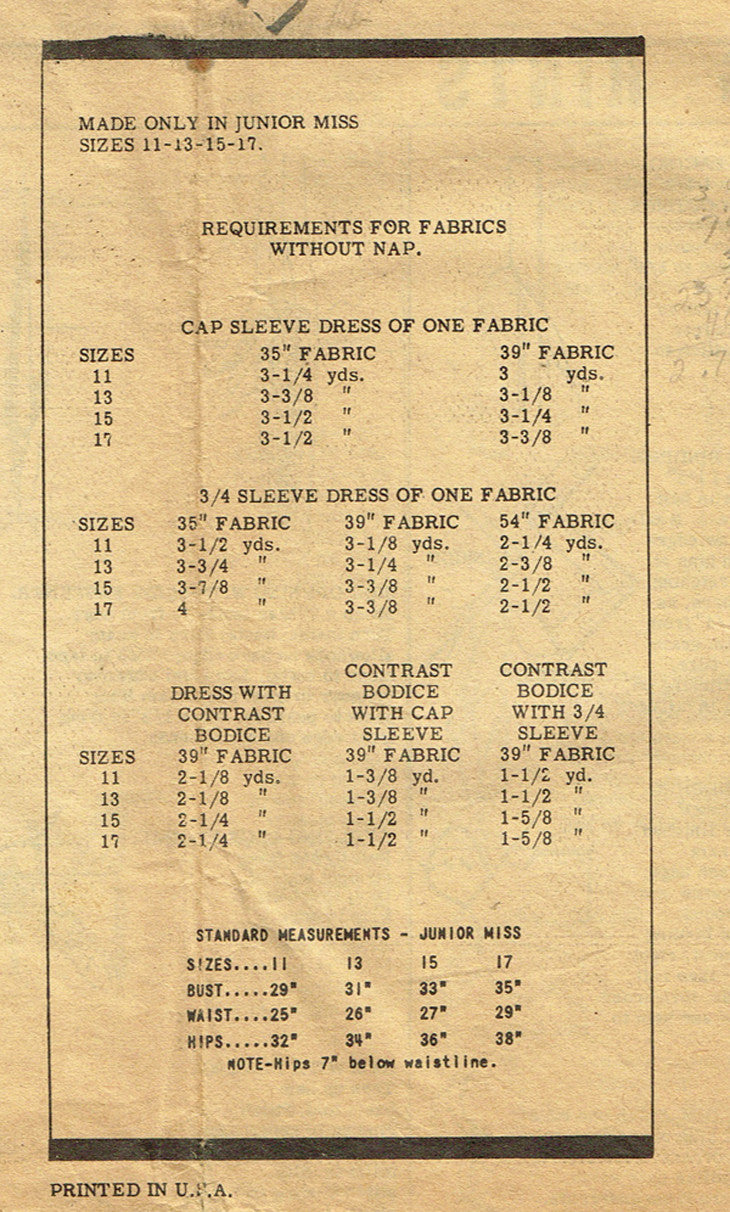 MADE ONLY IN JUNIOR MISS
SIZES 11-13-15-17.
REQUIREMENTS FOR FABRICS
WITHOUT NAP.
CAP SLEEVE DRESS OF ONE FABRIC
SIZES 35" FABRIC 39" FABRIC
11 3-1/4 yds. 3 yds.
13 3-3/8 " 3-1/8 "
15 3-1/2 " 3-1/4 "
17 3-1/2 " 3-3/8 "
3/4 SLEEVE DRESS OF ONE FABRIC
SIZES 35" FABRIC 39" FABRIC 54" FABRIC
11 3-1/2 yds. 3-1/8 yds. 2-1/4 yds.
13 3-3/4 " 3-1/4 " 2-3/8 "
15 3-7/8 " 3-3/8 " 2-1/2 "
17 4 " 3-3/8 " 2-1/2 "
CONTRAST CONTRAST
DRESS WITH BODICE BODICE
CONTRAST WITH CAP WITH 3/4
BODICE SLEEVE SLEEVE
SIZES 39" FABRIC 39" FABRIC 39" FABRIC
11 2-1/8 yds. 1-3/8 yd. 1-1/2 yd.
13 2-1/8 " 1-3/8 " 1-1/2 "
15 2-1/4 " 1-1/2 " 1-5/8 "
17 2-1/4 " 1-1/2 " 1-5/8 "
STANDARD MEASUREMENTS - JUNIOR MISS
SIZES....11 13 15 17
BUST.....29" 31" 33" 35"
WAIST....25" 26" 27" 29"
HIPS.....32" 34" 36" 38"
NOTE-Hips 7" below waistline.
PRINTED IN U.S.A.